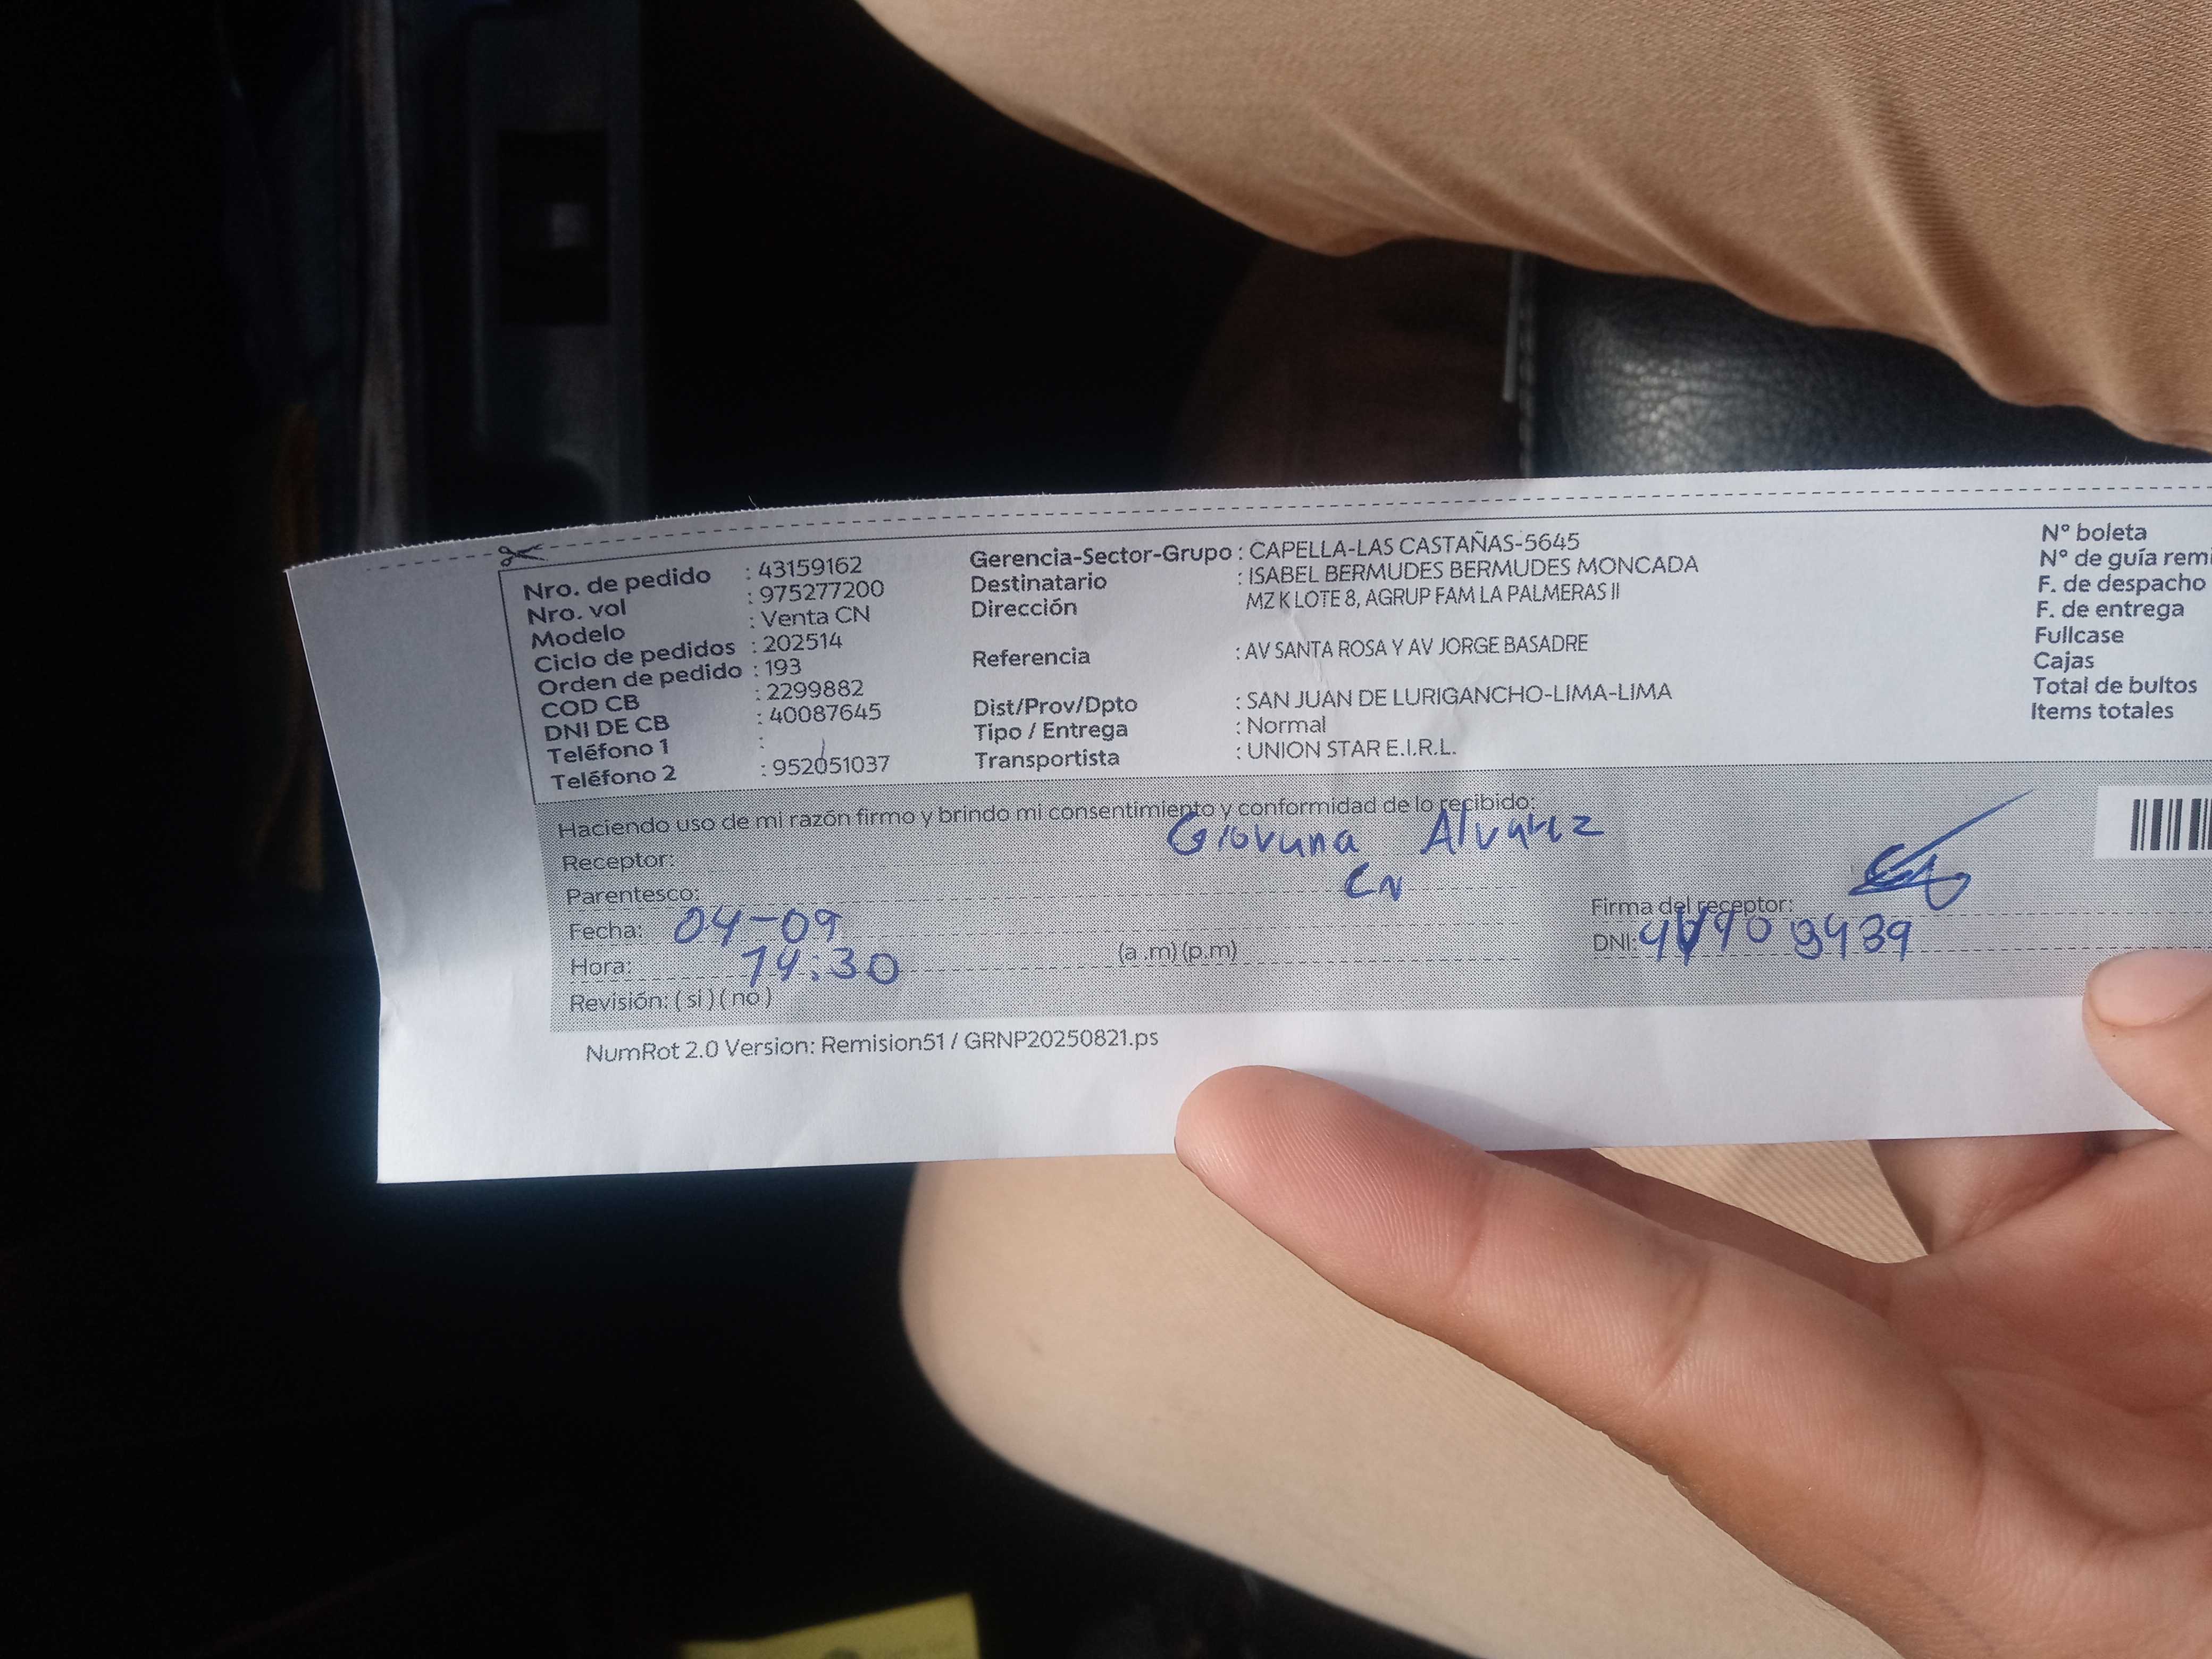 Nro. de pedido : 43159162
Nro. vol : 975277200
Modelo : Venta CN
Ciclo de pedidos : 202514
Orden de pedido : 193
COD CB : 2299882
DNI DE CB : 40087645
Teléfono 1 :
Teléfono 2 : 952051037
Gerencia-Sector-Grupo : CAPELLA-LAS CASTAÑAS-5645
Destinatario : ISABEL BERMUDES BERMUDES MONCADA
Dirección MZ K LOTE 8, AGRUP FAM LA PALMERAS II
Referencia : AV SANTA ROSA Y AV JORGE BASADRE
Dist/Prov/Dpto : SAN JUAN DE LURIGANCHO-LIMA-LIMA
Tipo / Entrega : Normal
Transportista : UNION STAR E.I.R.L.
N° boleta
N° de guía remi
F. de despacho
F. de entrega
Fullcase
Cajas
Total de bultos
Items totales
Haciendo uso de mi razón firmo y brindo mi consentimiento y conformidad de lo recibido:
Receptor: Giovana Alvarez
Parentesco: CN
Fecha: 04-09
Hora: 14:30 (a .m) (p.m)
Revisión: ( si ) ( no )
Firma del receptor:
DNI:
NumRot 2.0 Version: Remision51 / GRNP20250821.ps